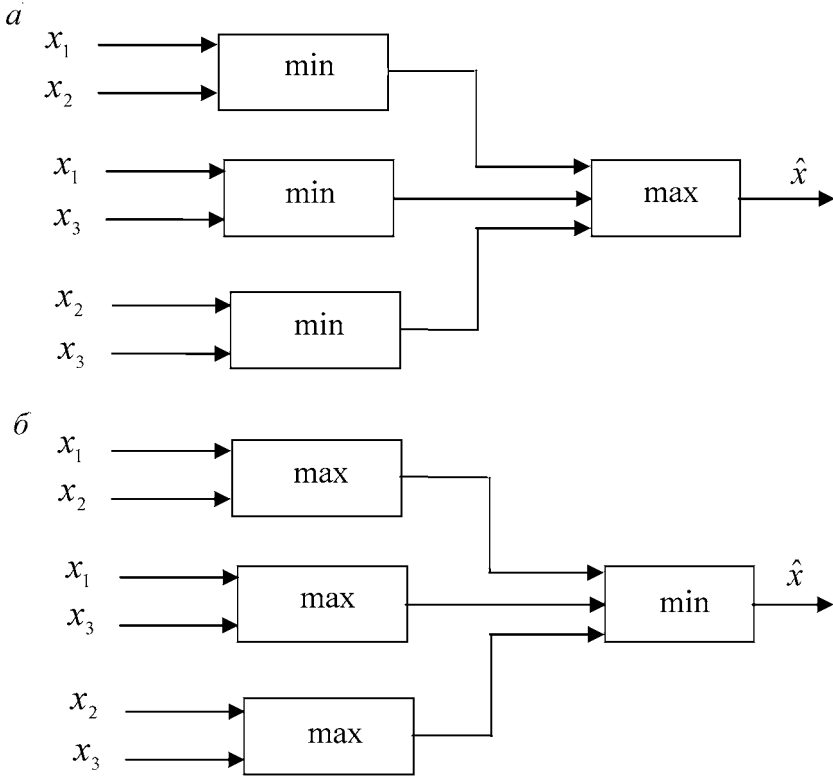 а
x₁
x₂
min
x₁
x₃
min
max
x̂
x₂
x₃
min
б
x₁
x₂
max
x₁
x₃
max
min
x̂
x₂
x₃
max